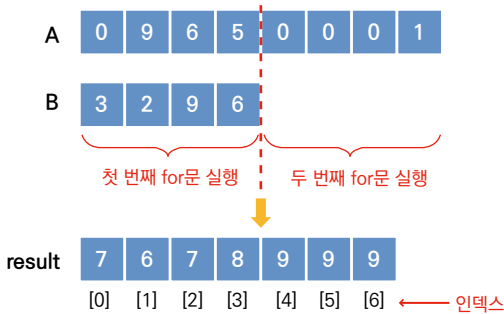 A 0 9 6 5 0 0 0 1
B 3 2 9 6
첫 번째 for문 실행 두 번째 for문 실행
result 7 6 7 8 9 9 9
[0] [1] [2] [3] [4] [5] [6] 인덱스